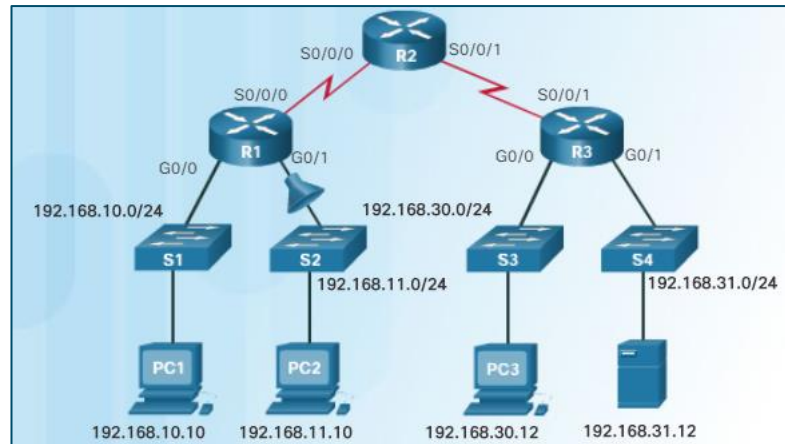 R2
S0/0/0
S0/0/1
S0/0/0
S0/0/1
R1
R3
G0/0
G0/1
G0/0
G0/1
192.168.10.0/24
192.168.30.0/24
S1
S2
S3
S4
192.168.11.0/24
192.168.31.0/24
PC1
PC2
PC3
192.168.10.10
192.168.11.10
192.168.30.12
192.168.31.12